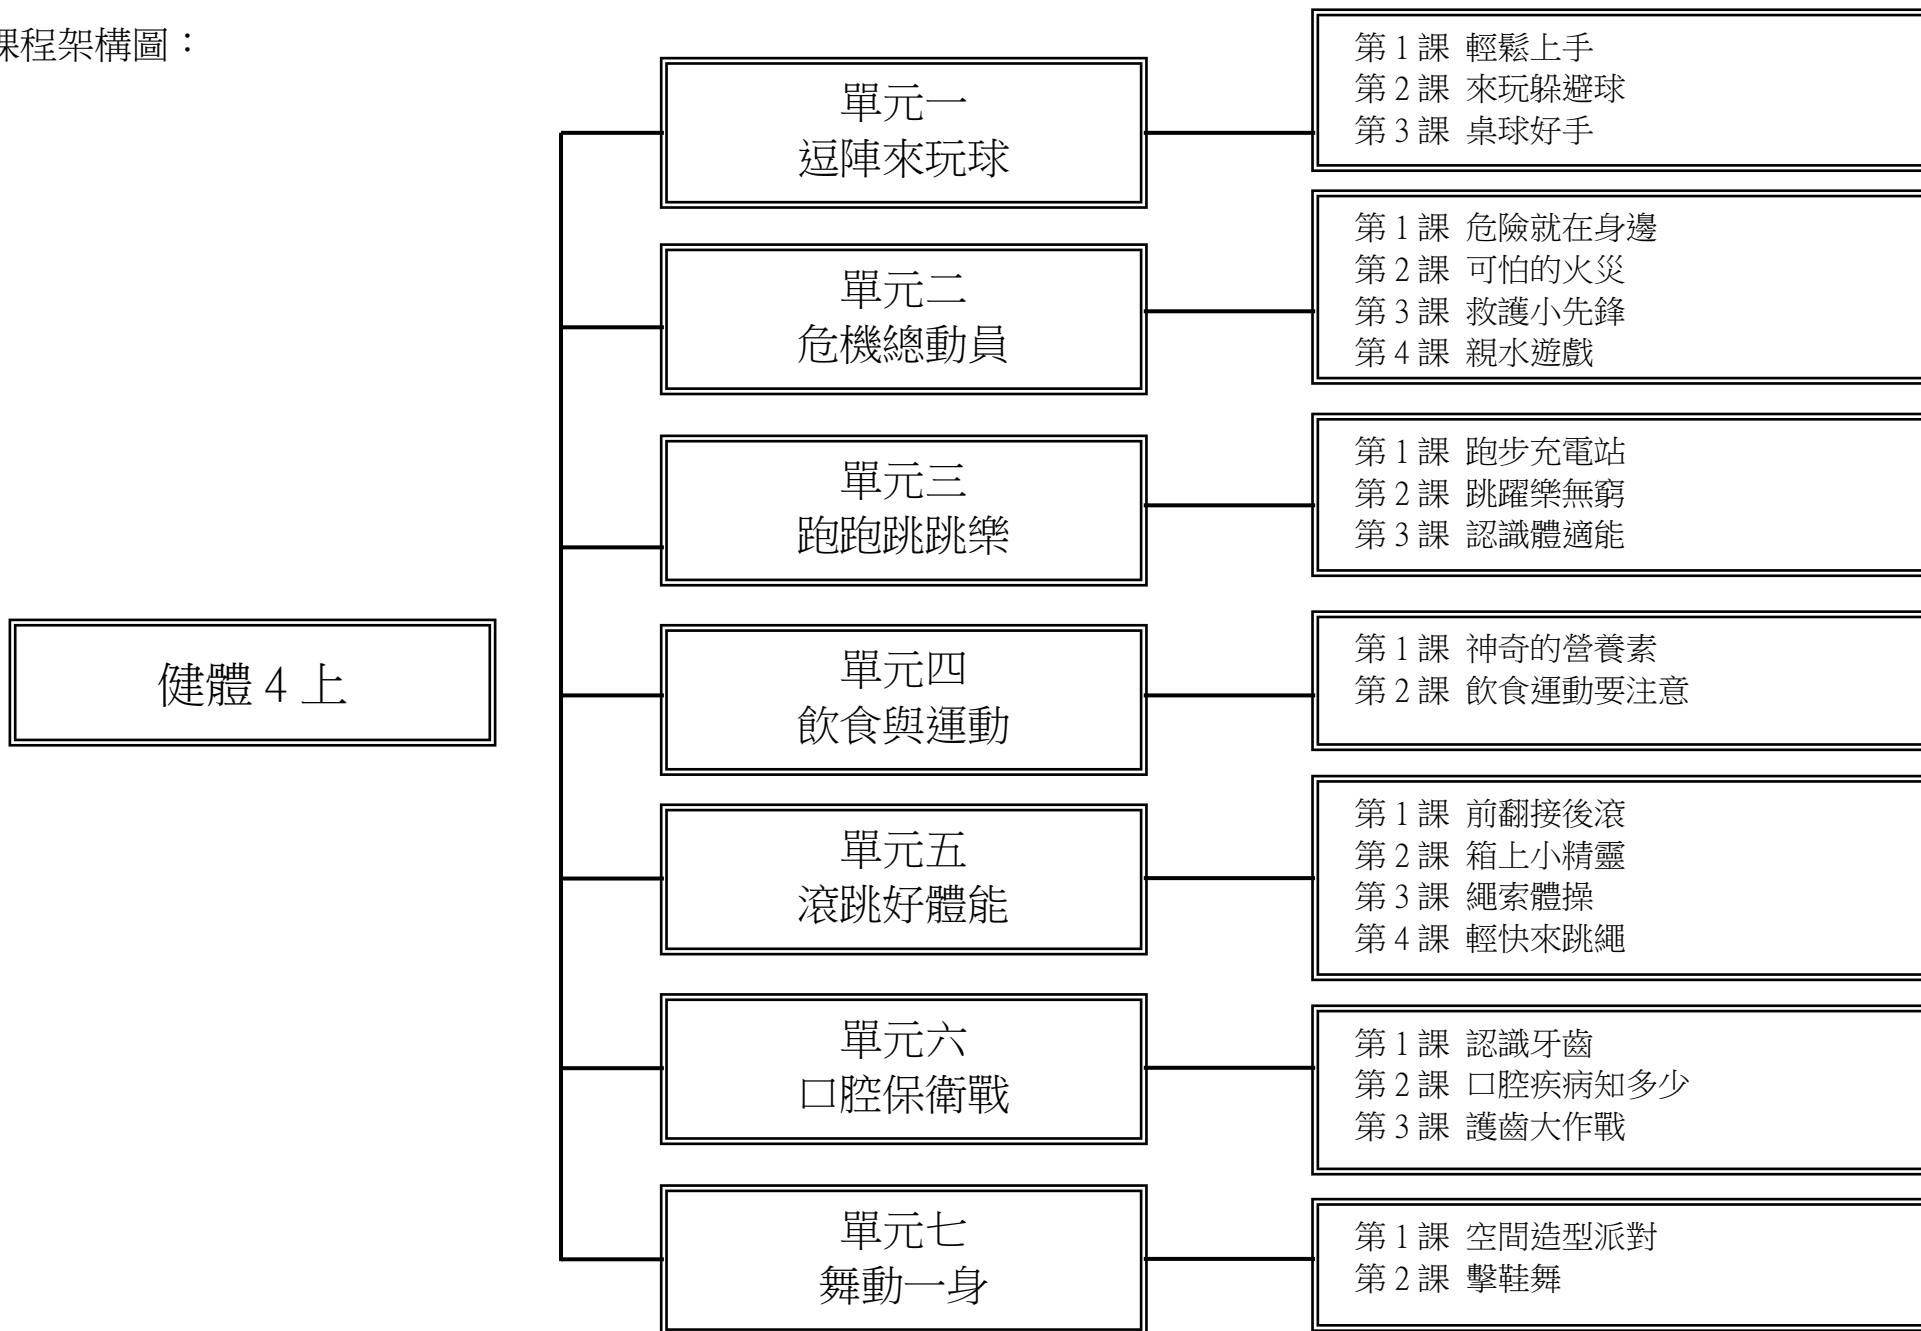 課程架構圖：
健體 4 上
單元一
逗陣來玩球
第 1 課 輕鬆上手
第 2 課 來玩躲避球
第 3 課 桌球好手
單元二
危機總動員
第 1 課 危險就在身邊
第 2 課 可怕的火災
第 3 課 救護小先鋒
第 4 課 親水遊戲
單元三
跑跑跳跳樂
第 1 課 跑步充電站
第 2 課 跳躍樂無窮
第 3 課 認識體適能
單元四
飲食與運動
第 1 課 神奇的營養素
第 2 課 飲食運動要注意
單元五
滾跳好體能
第 1 課 前翻接後滾
第 2 課 箱上小精靈
第 3 課 繩索體操
第 4 課 輕快來跳繩
單元六
口腔保衛戰
第 1 課 認識牙齒
第 2 課 口腔疾病知多少
第 3 課 護齒大作戰
單元七
舞動一身
第 1 課 空間造型派對
第 2 課 擊鞋舞